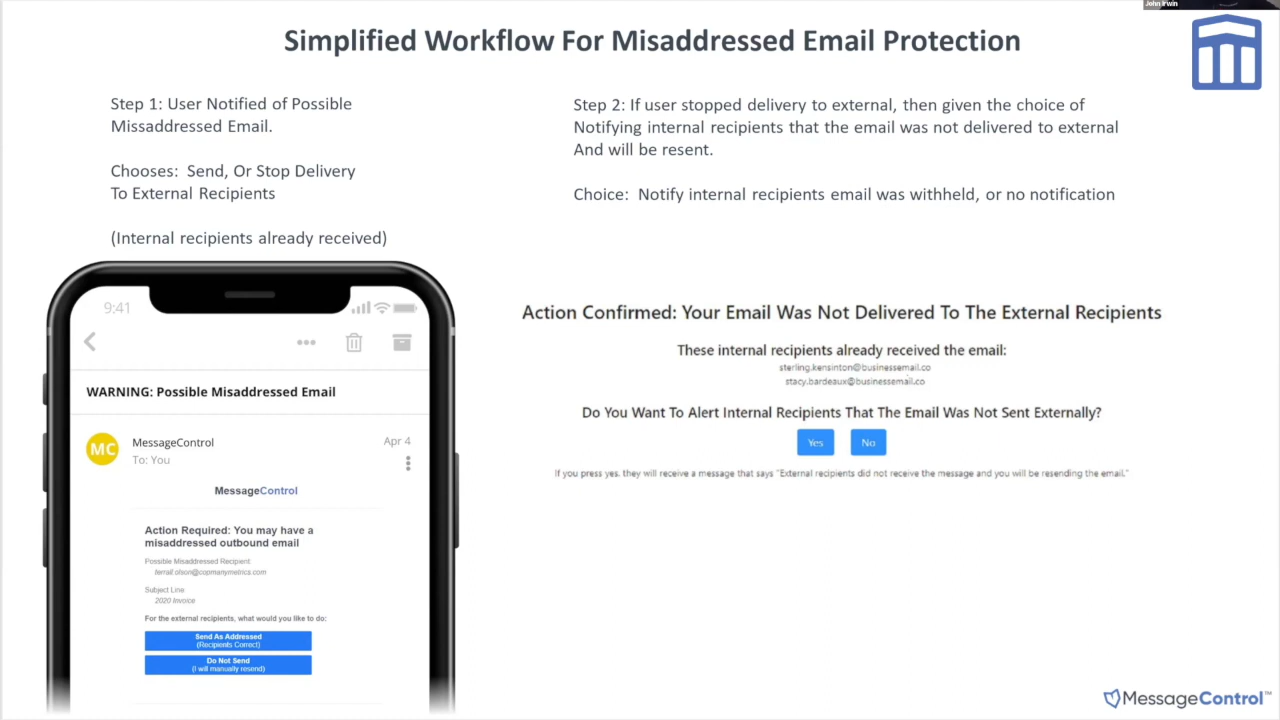 John Irwin
Simplified Workflow For Misaddressed Email Protection
Step 1: User Notified of Possible
Missaddressed Email.
Chooses: Send, Or Stop Delivery
To External Recipients
(Internal recipients already received)
Step 2: If user stopped delivery to external, then given the choice of
Notifying internal recipients that the email was not delivered to external
And will be resent.
Choice: Notify internal recipients email was withheld, or no notification
9:41
WARNING: Possible Misaddressed Email
MC
MessageControl
Apr 4
To: You
MessageControl
Action Required: You may have a
misaddressed outbound email
Possible Misaddressed Recipient
terrail.olson@copmanymetrics.com
Subject Line
2020 Invoice
For the external recipients, what would you like to do:
Send As Addressed
(Recipients Correct)
Do Not Send
(I will manually resend)
Action Confirmed: Your Email Was Not Delivered To The External Recipients
These internal recipients already received the email:
sterling.kensinton@businessemail.co
stacy.bardeaux@businessemail.co
Do You Want To Alert Internal Recipients That The Email Was Not Sent Externally?
Yes
No
If you press yes, they will receive a message that says "External recipients did not receive the message and you will be resending the email."
MessageControl™